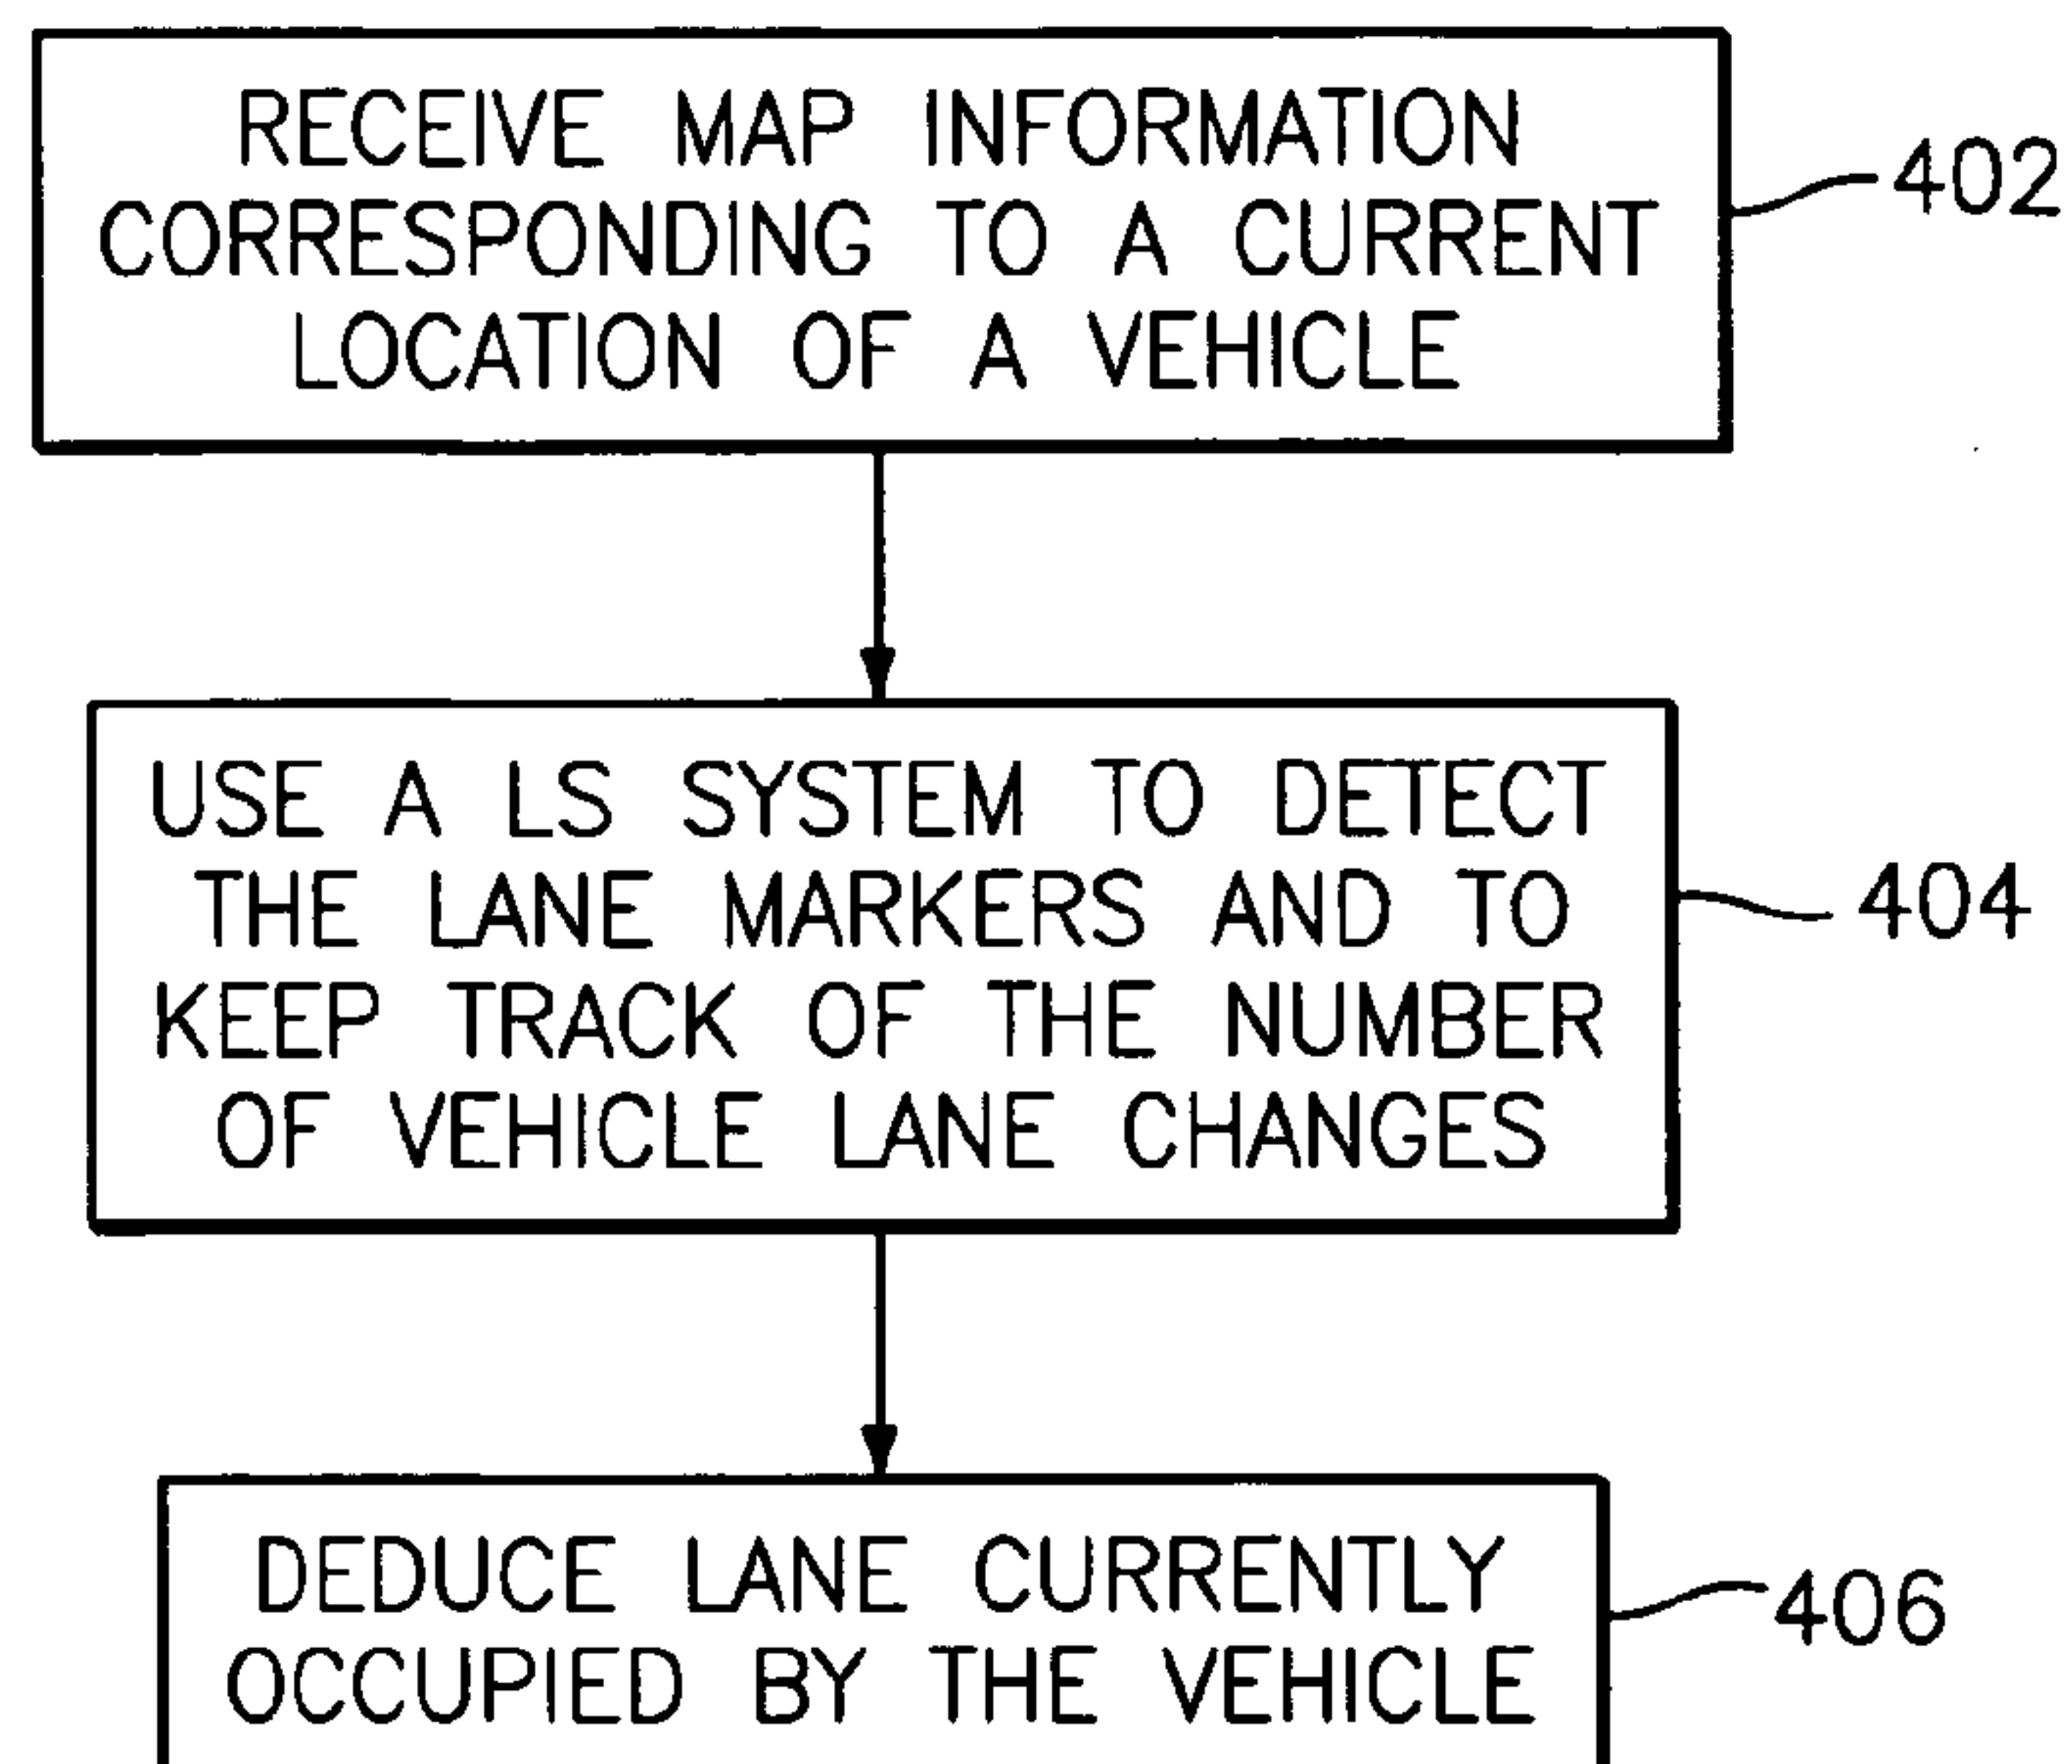 RECEIVE MAP INFORMATION
CORRESPONDING TO A CURRENT
LOCATION OF A VEHICLE
402
USE A LS SYSTEM TO DETECT
THE LANE MARKERS AND TO
KEEP TRACK OF THE NUMBER
OF VEHICLE LANE CHANGES
404
DEDUCE LANE CURRENTLY
OCCUPIED BY THE VEHICLE
406